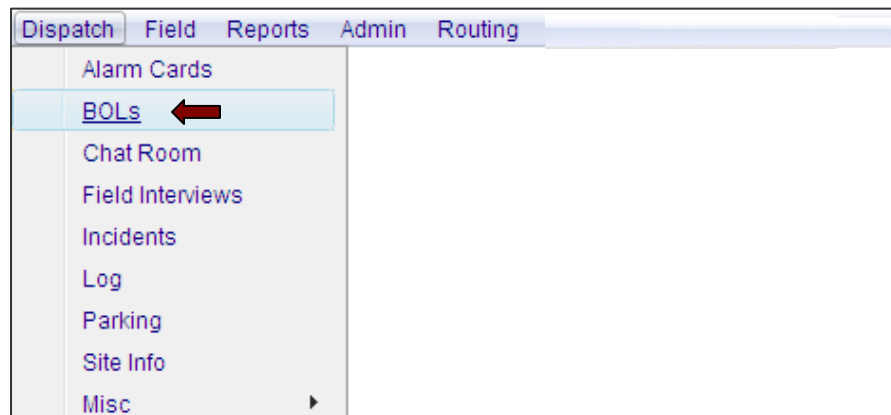 Dispatch Field Reports Admin Routing
Alarm Cards
BOLs
Chat Room
Field Interviews
Incidents
Log
Parking
Site Info
Misc